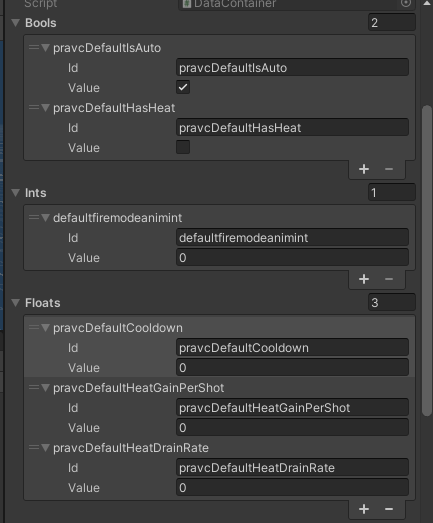 Script DataContainer
Bools 2
pravcDefaultIsAuto
Id pravcDefaultIsAuto
Value
pravcDefaultHasHeat
Id pravcDefaultHasHeat
Value
+ −
Ints 1
defaultfiremodeanimint
Id defaultfiremodeanimint
Value 0
+ −
Floats 3
pravcDefaultCooldown
Id pravcDefaultCooldown
Value 0
pravcDefaultHeatGainPerShot
Id pravcDefaultHeatGainPerShot
Value 0
pravcDefaultHeatDrainRate
Id pravcDefaultHeatDrainRate
Value 0
+ −